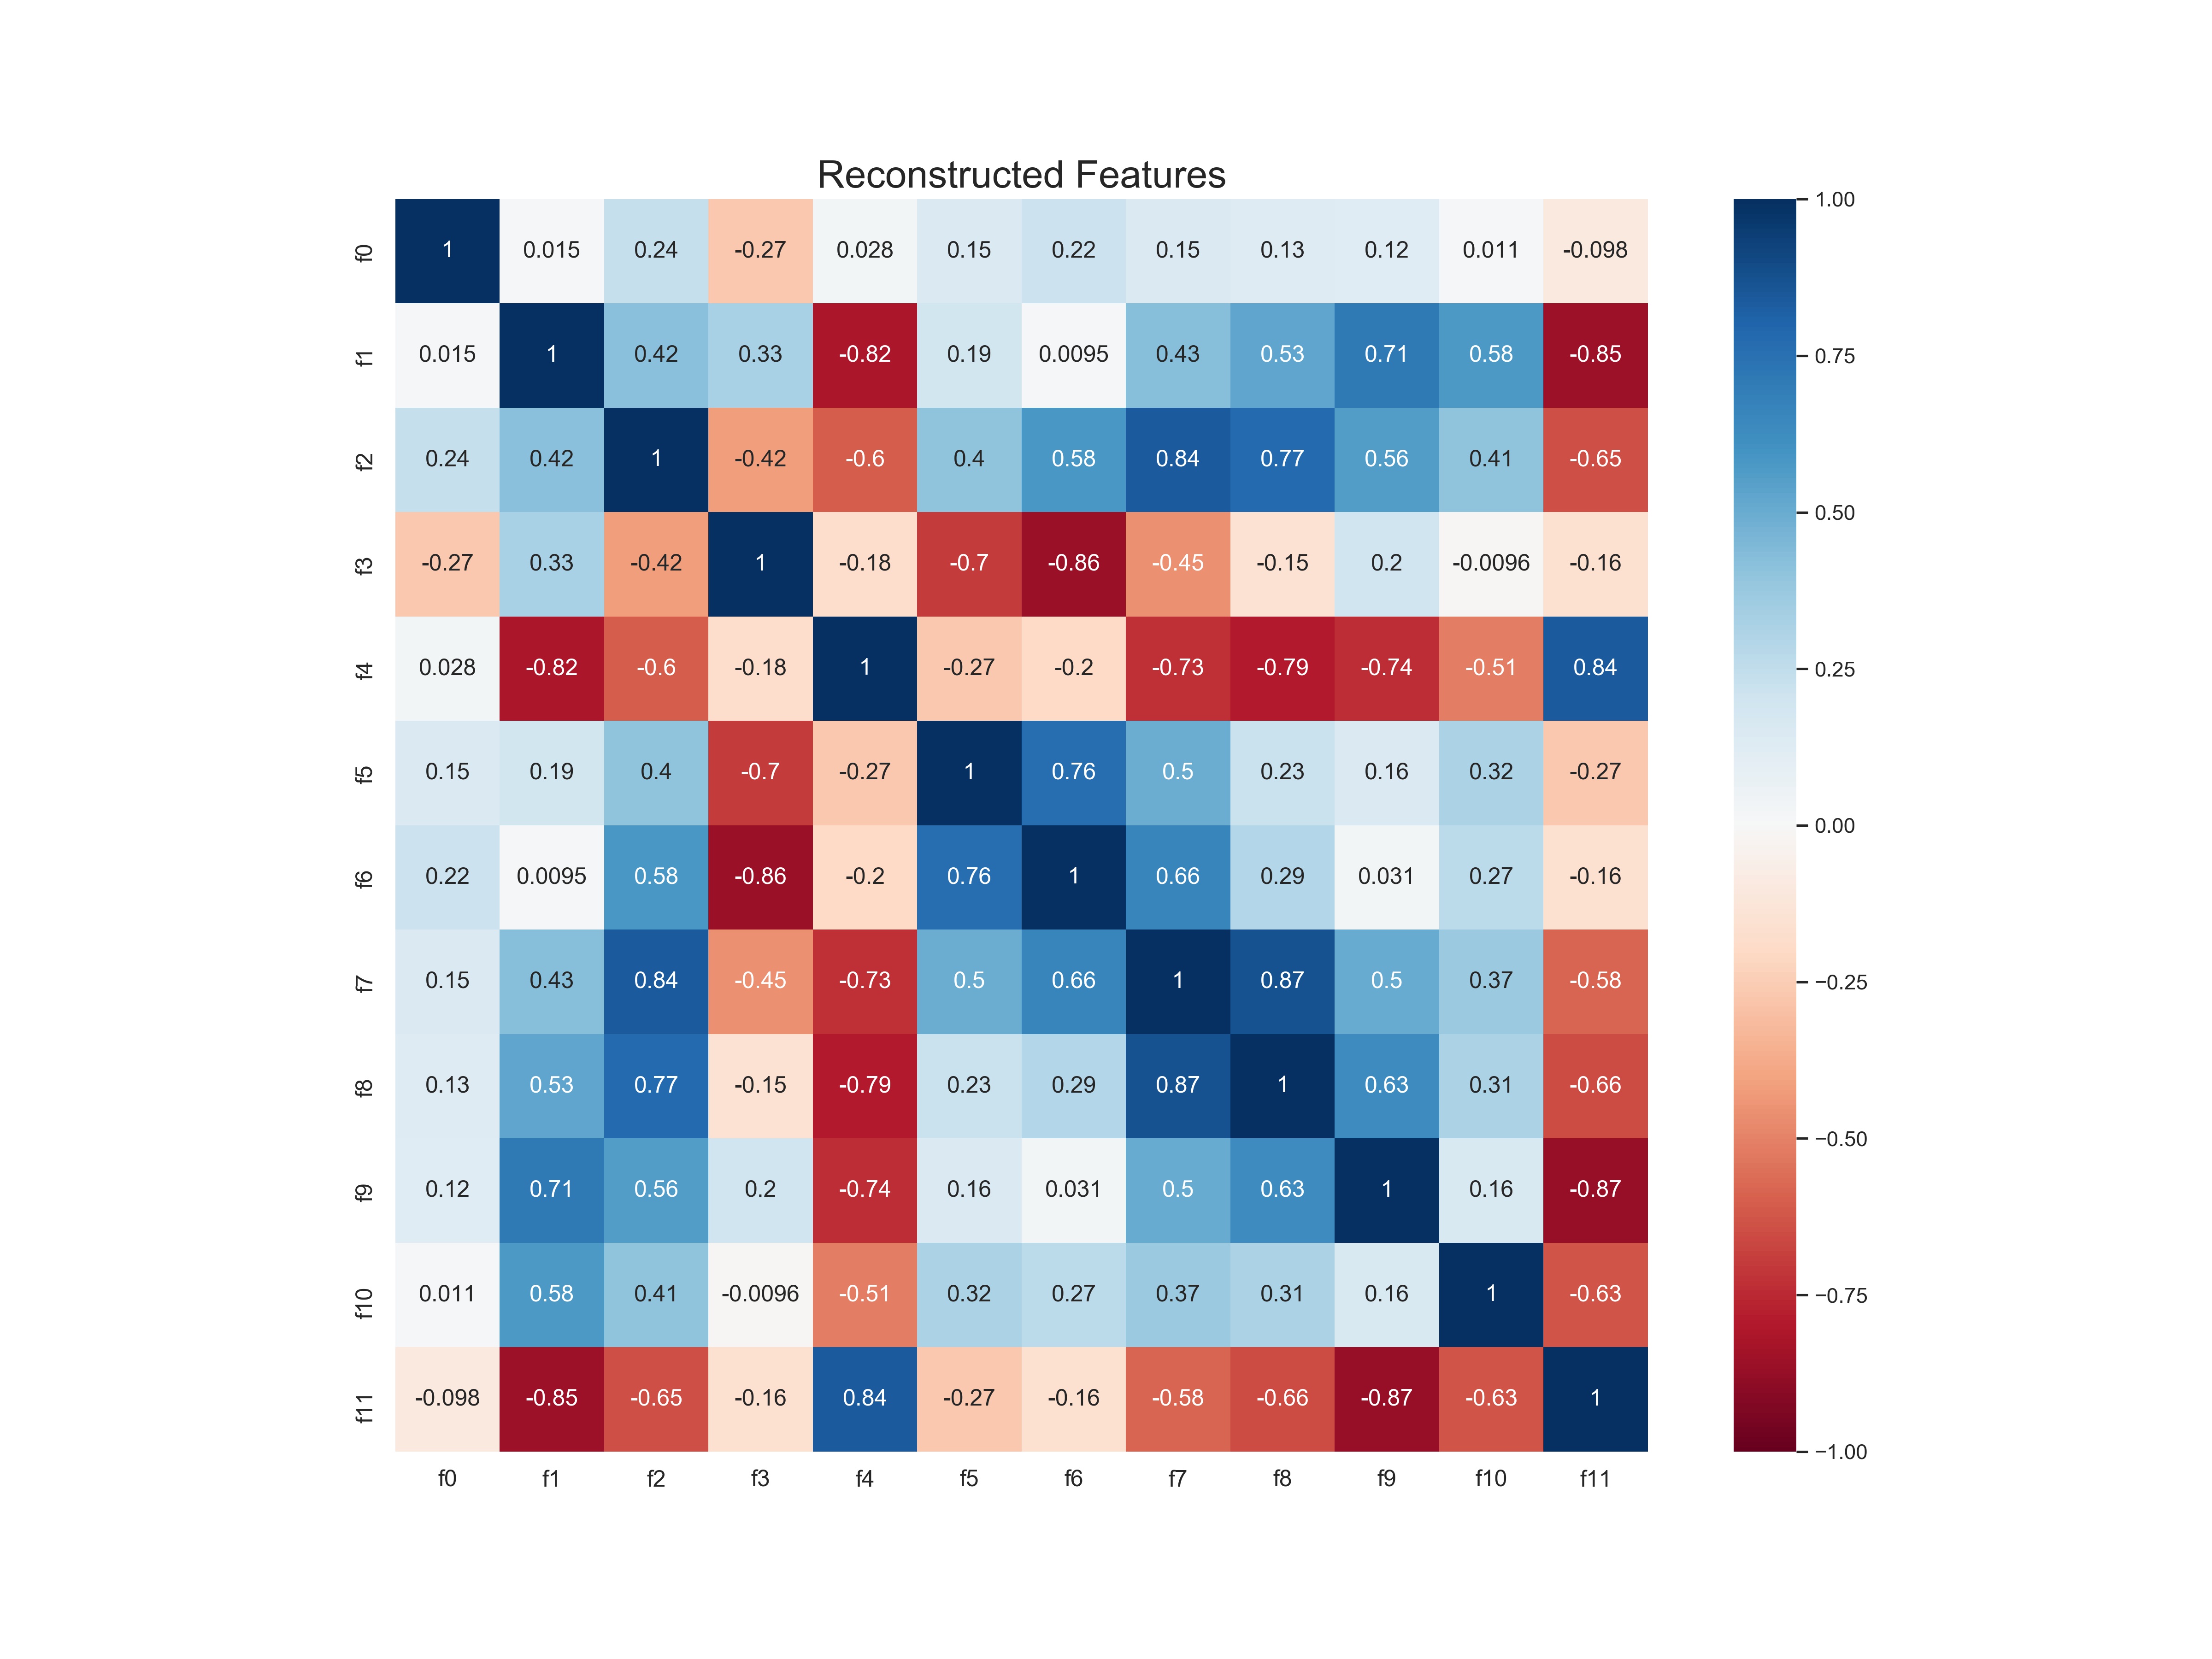 Reconstructed Features
f0 1 0.015 0.24 -0.27 0.028 0.15 0.22 0.15 0.13 0.12 0.011 -0.098
f1 0.015 1 0.42 0.33 -0.82 0.19 0.0095 0.43 0.53 0.71 0.58 -0.85
f2 0.24 0.42 1 -0.42 -0.6 0.4 0.58 0.84 0.77 0.56 0.41 -0.65
f3 -0.27 0.33 -0.42 1 -0.18 -0.7 -0.86 -0.45 -0.15 0.2 -0.0096 -0.16
f4 0.028 -0.82 -0.6 -0.18 1 -0.27 -0.2 -0.73 -0.79 -0.74 -0.51 0.84
f5 0.15 0.19 0.4 -0.7 -0.27 1 0.76 0.5 0.23 0.16 0.32 -0.27
f6 0.22 0.0095 0.58 -0.86 -0.2 0.76 1 0.66 0.29 0.031 0.27 -0.16
f7 0.15 0.43 0.84 -0.45 -0.73 0.5 0.66 1 0.87 0.5 0.37 -0.58
f8 0.13 0.53 0.77 -0.15 -0.79 0.23 0.29 0.87 1 0.63 0.31 -0.66
f9 0.12 0.71 0.56 0.2 -0.74 0.16 0.031 0.5 0.63 1 0.16 -0.87
f10 0.011 0.58 0.41 -0.0096 -0.51 0.32 0.27 0.37 0.31 0.16 1 -0.63
f11 -0.098 -0.85 -0.65 -0.16 0.84 -0.27 -0.16 -0.58 -0.66 -0.87 -0.63 1
f0 f1 f2 f3 f4 f5 f6 f7 f8 f9 f10 f11
1.00
0.75
0.50
0.25
0.00
−0.25
−0.50
−0.75
−1.00